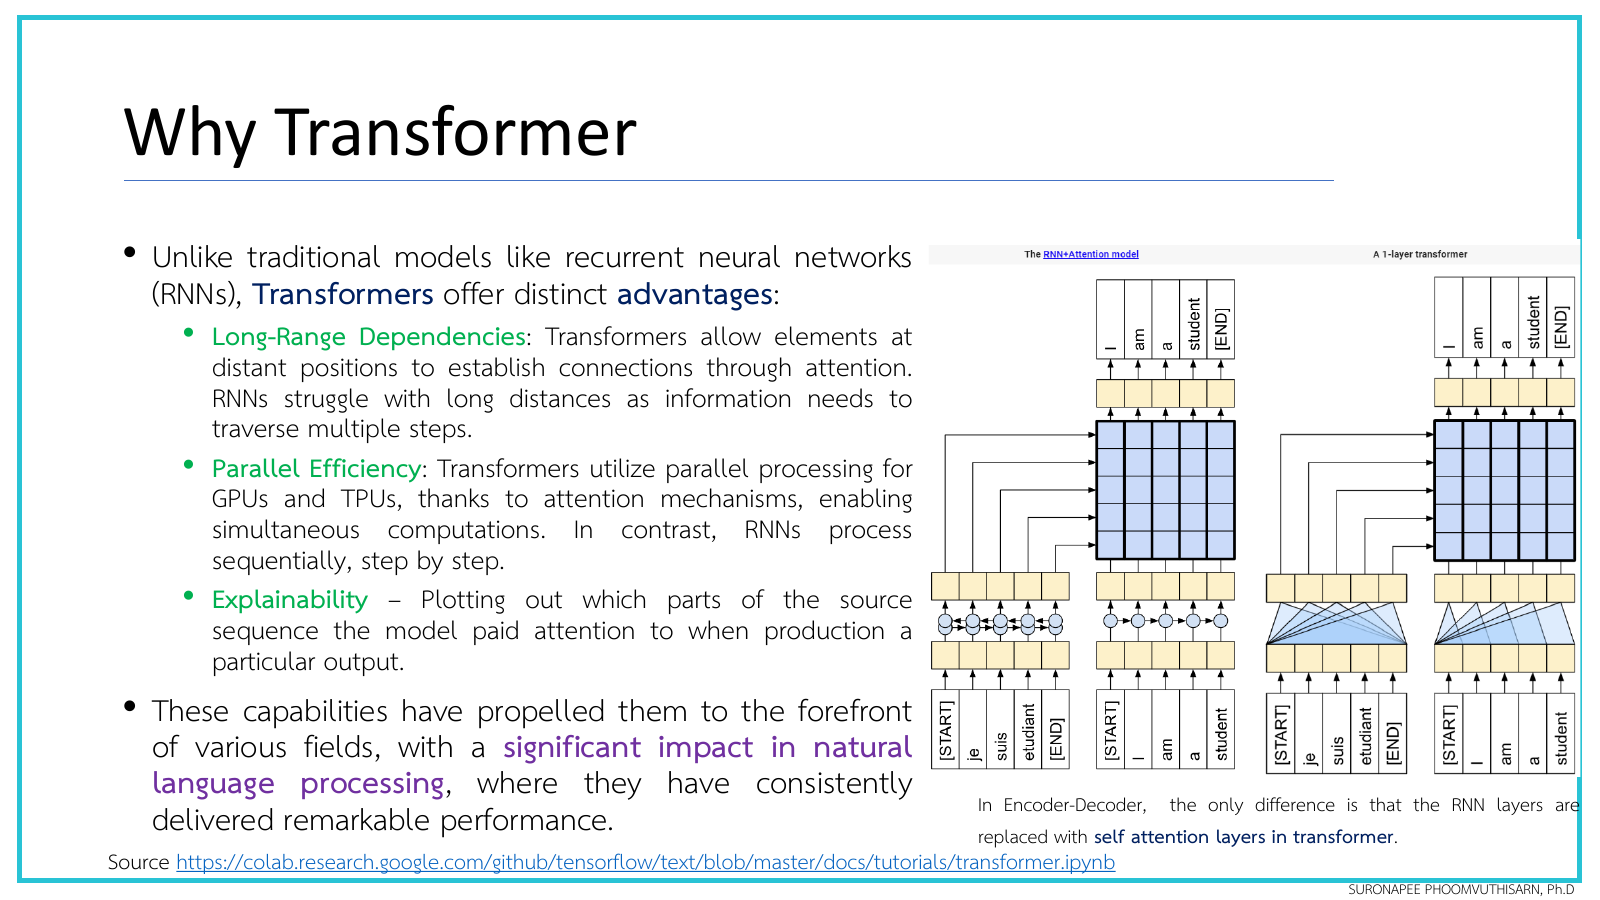 Why Transformer
• Unlike traditional models like recurrent neural networks
(RNNs), Transformers offer distinct advantages:
• Long-Range Dependencies: Transformers allow elements at
distant positions to establish connections through attention.
RNNs struggle with long distances as information needs to
traverse multiple steps.
• Parallel Efficiency: Transformers utilize parallel processing for
GPUs and TPUs, thanks to attention mechanisms, enabling
simultaneous computations. In contrast, RNNs process
sequentially, step by step.
• Explainability – Plotting out which parts of the source
sequence the model paid attention to when production a
particular output.
• These capabilities have propelled them to the forefront
of various fields, with a significant impact in natural
language processing, where they have consistently
delivered remarkable performance.
The RNN+Attention model
I am a student [END]
[START] je suis etudiant [END]
[START] I am a student
A 1-layer transformer
I am a student [END]
[START] je suis etudiant [END]
[START] I am a student
In Encoder-Decoder, the only difference is that the RNN layers are
replaced with self attention layers in transformer.
Source https://colab.research.google.com/github/tensorflow/text/blob/master/docs/tutorials/transformer.ipynb
SURONAPEE PHOOMVUTHISARN, Ph.D